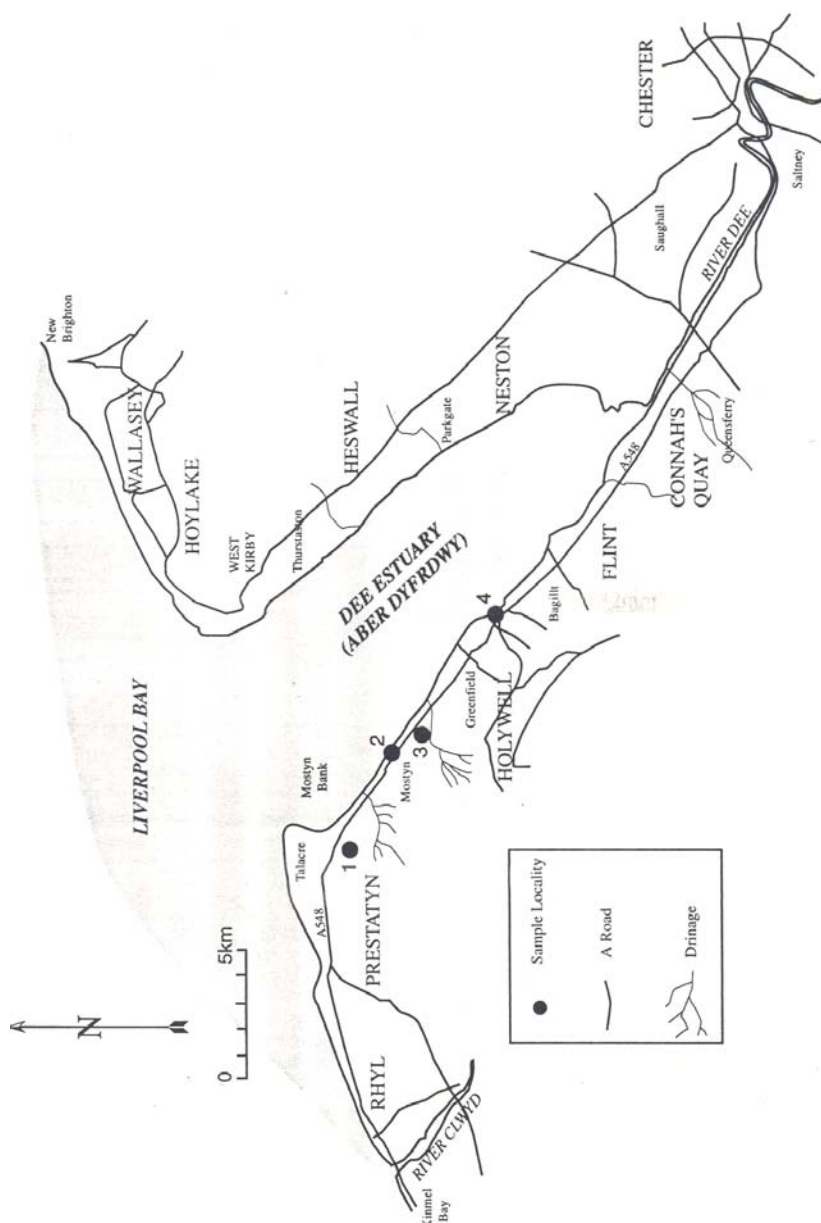 New
Brighton
WALLASEY
HOYLAKE
LIVERPOOL BAY
WEST
KIRBY
HESWALL
Thurstaston
Parkgate
NESTON
CHESTER
Saughall
RIVER DEE
Saltney
DEE ESTUARY
(ABER DYFRDWY)
N
0
5km
Mostyn
Bank
Talacre
A548
PRESTATYN
RHYL
RIVER CLWYD
Kinmel
Bay
1
2
3
4
Mostyn
Greenfield
HOLYWELL
Bagillt
FLINT
A548
CONNAH'S
QUAY
Queensferry
Sample Locality
A Road
Drinage